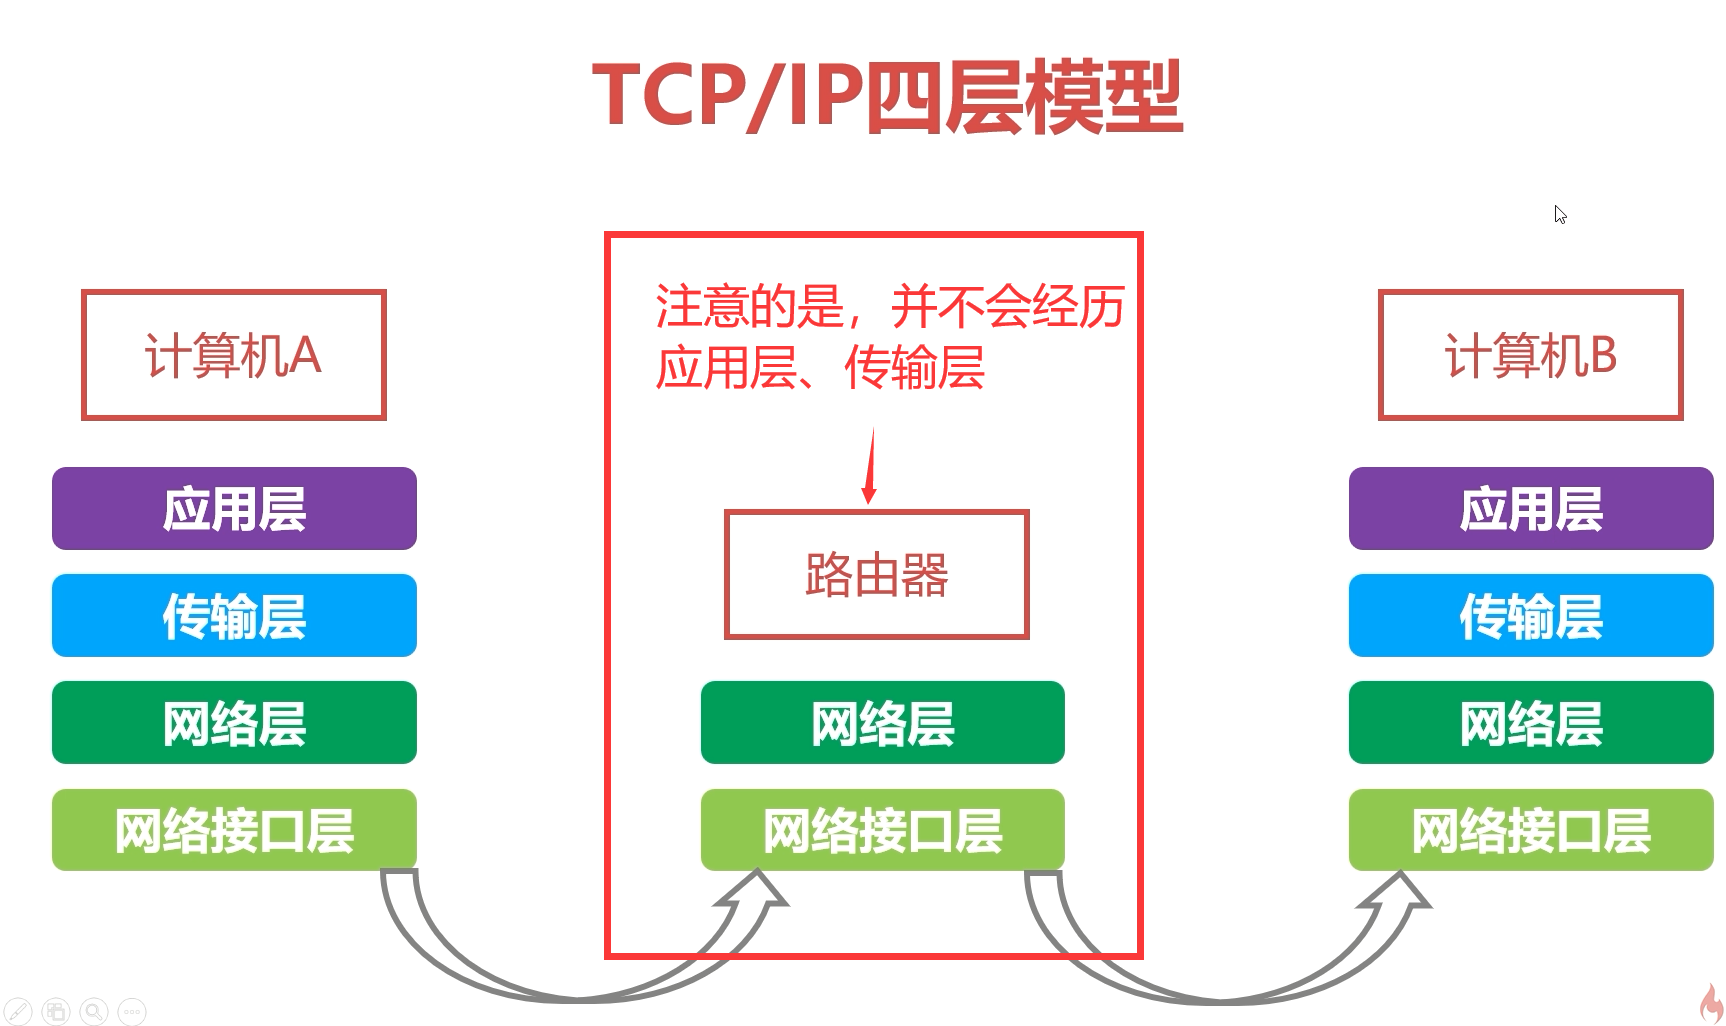 TCP/IP四层模型
注意的是，并不会经历
应用层、传输层
计算机A
应用层
传输层
网络层
网络接口层
路由器
网络层
网络接口层
计算机B
应用层
传输层
网络层
网络接口层